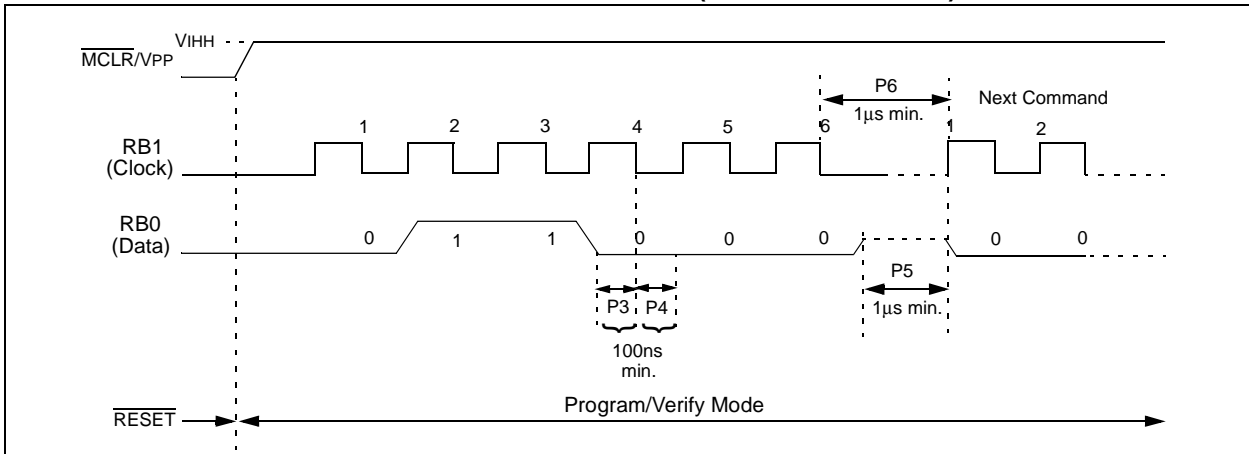 VIHH
MCLR/VPP
P6
1µs min.
Next Command
1 2 3 4 5 6 1 2
RB1
(Clock)
RB0
(Data)
0 1 1 0 0 0 0 0
P5
1µs min.
P3 P4
100ns
min.
Program/Verify Mode
RESET